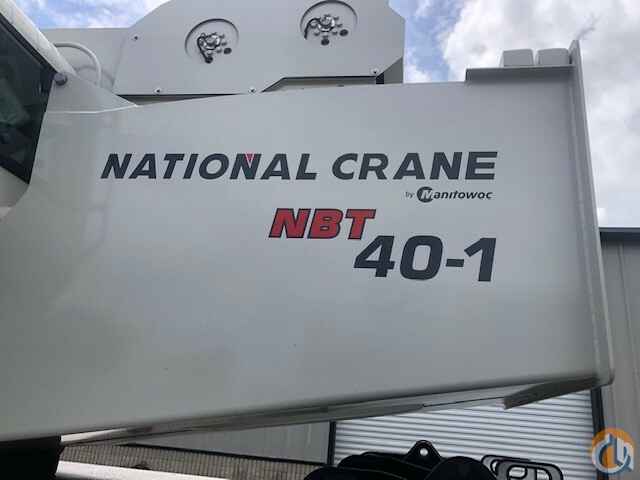 NATIONAL CRANE
by Manitowoc
NBT
40-1